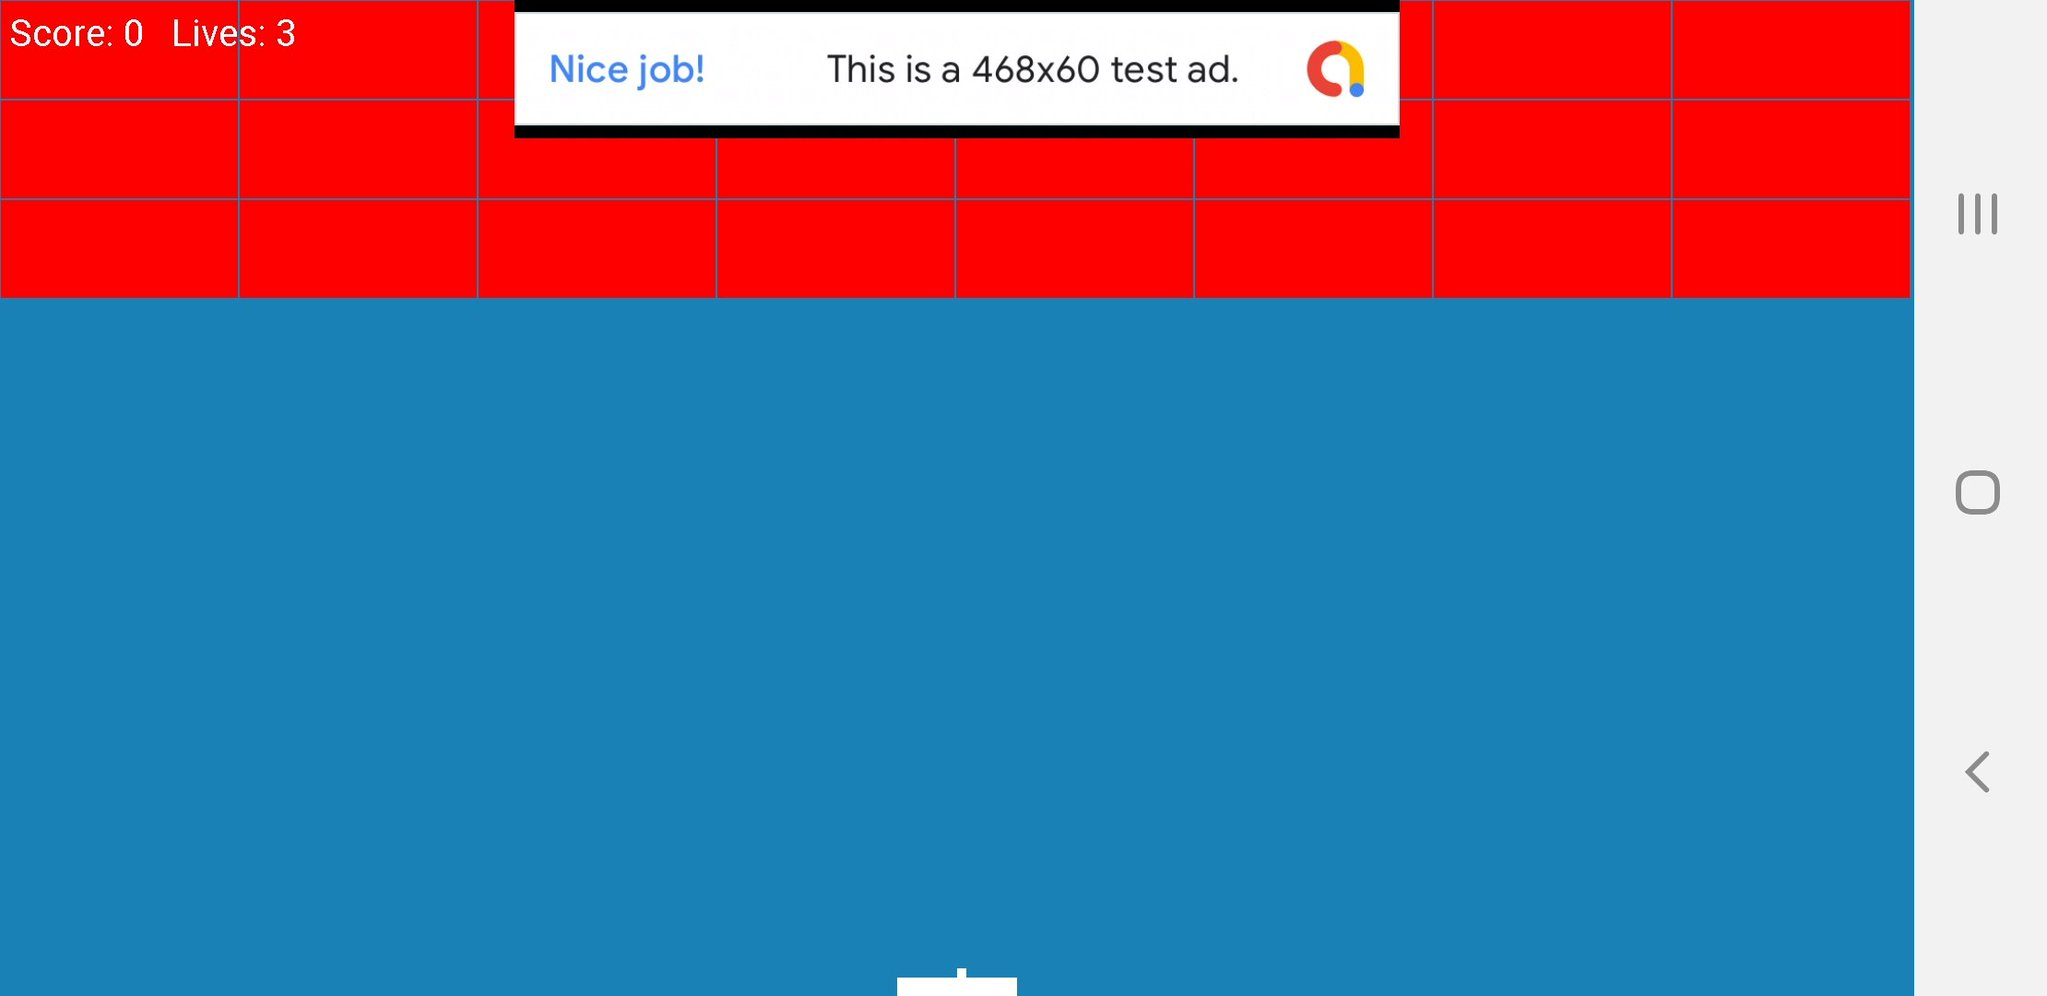 Score: 0 Lives: 3
Nice job! This is a 468x60 test ad.